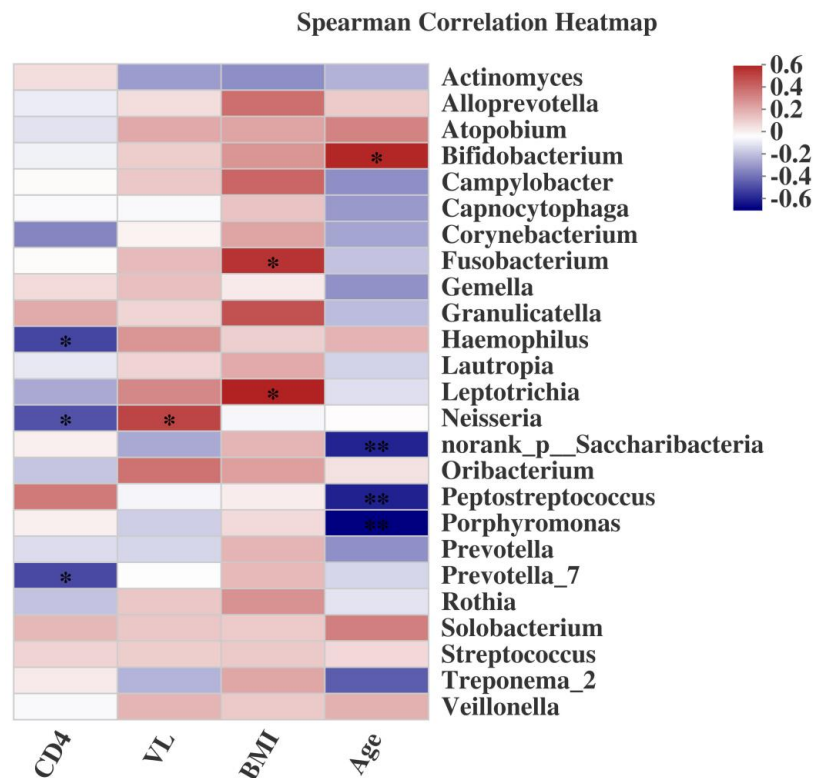 Spearman Correlation Heatmap
0.6
0.4
0.2
0
-0.2
-0.4
-0.6
Actinomyces
Alloprevotella
Atopobium
Bifidobacterium
*
Campylobacter
Capnocytophaga
Corynebacterium
Fusobacterium
*
Gemella
Granulicatella
Haemophilus
*
Lautropia
Leptotrichia
*
Neisseria
* *
norank_p__Saccharibacteria
**
Oribacterium
Peptostreptococcus
**
Porphyromonas
**
Prevotella
Prevotella_7
*
Rothia
Solobacterium
Streptococcus
Treponema_2
Veillonella
CD4
VL
BMI
Age